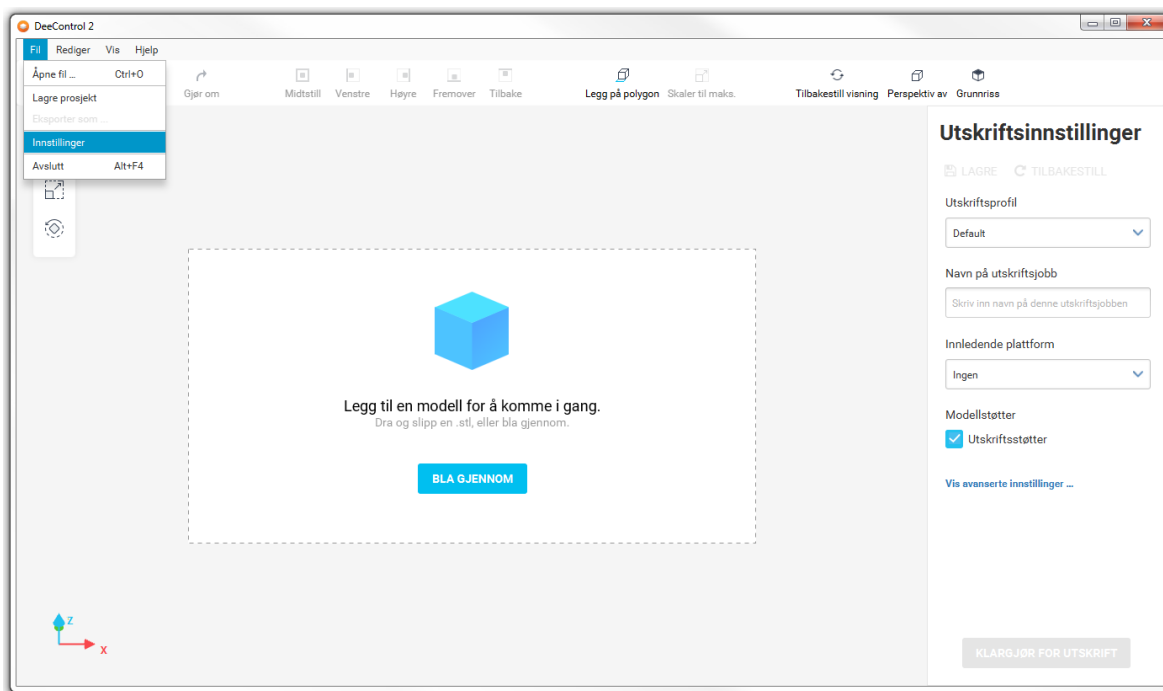 DeeControl 2
Fil Rediger Vis Hjelp
Åpne fil ... Ctrl+O
Lagre prosjekt
Eksporter som ...
Innstillinger
Avslutt Alt+F4
Gjør om Midtstill Venstre Høyre Fremover Tilbake Legg på polygon Skaler til maks. Tilbakestill visning Perspektiv av Grunnriss
Legg til en modell for å komme i gang.
Dra og slipp en .stl, eller bla gjennom.
BLA GJENNOM
Z
X
Utskriftsinnstillinger
LAGRE TILBAKESTILL
Utskriftsprofil
Default
Navn på utskriftsjobb
Skriv inn navn på denne utskriftsjobben
Innledende plattform
Ingen
Modellstøtter
Utskriftsstøtter
Vis avanserte innstillinger ...
KLARGJØR FOR UTSKRIFT